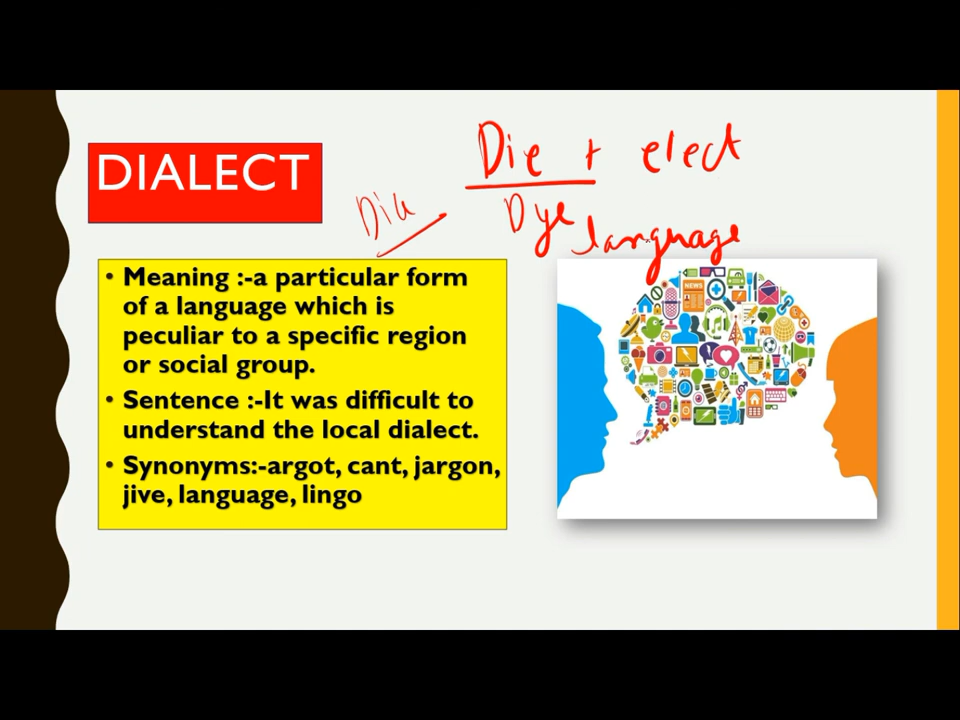 DIALECT
Die + elect
Dia
Dye
language
• Meaning :-a particular form
of a language which is
peculiar to a specific region
or social group.
• Sentence :-It was difficult to
understand the local dialect.
• Synonyms:-argot, cant, jargon,
jive, language, lingo
NEWS